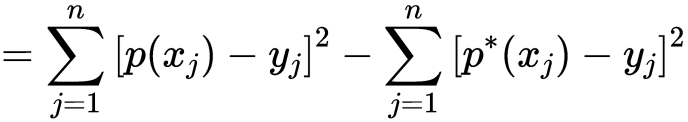 = \sum_{j=1}^{n} [p(x_j) - y_j]^2 - \sum_{j=1}^{n} [p^*(x_j) - y_j]^2